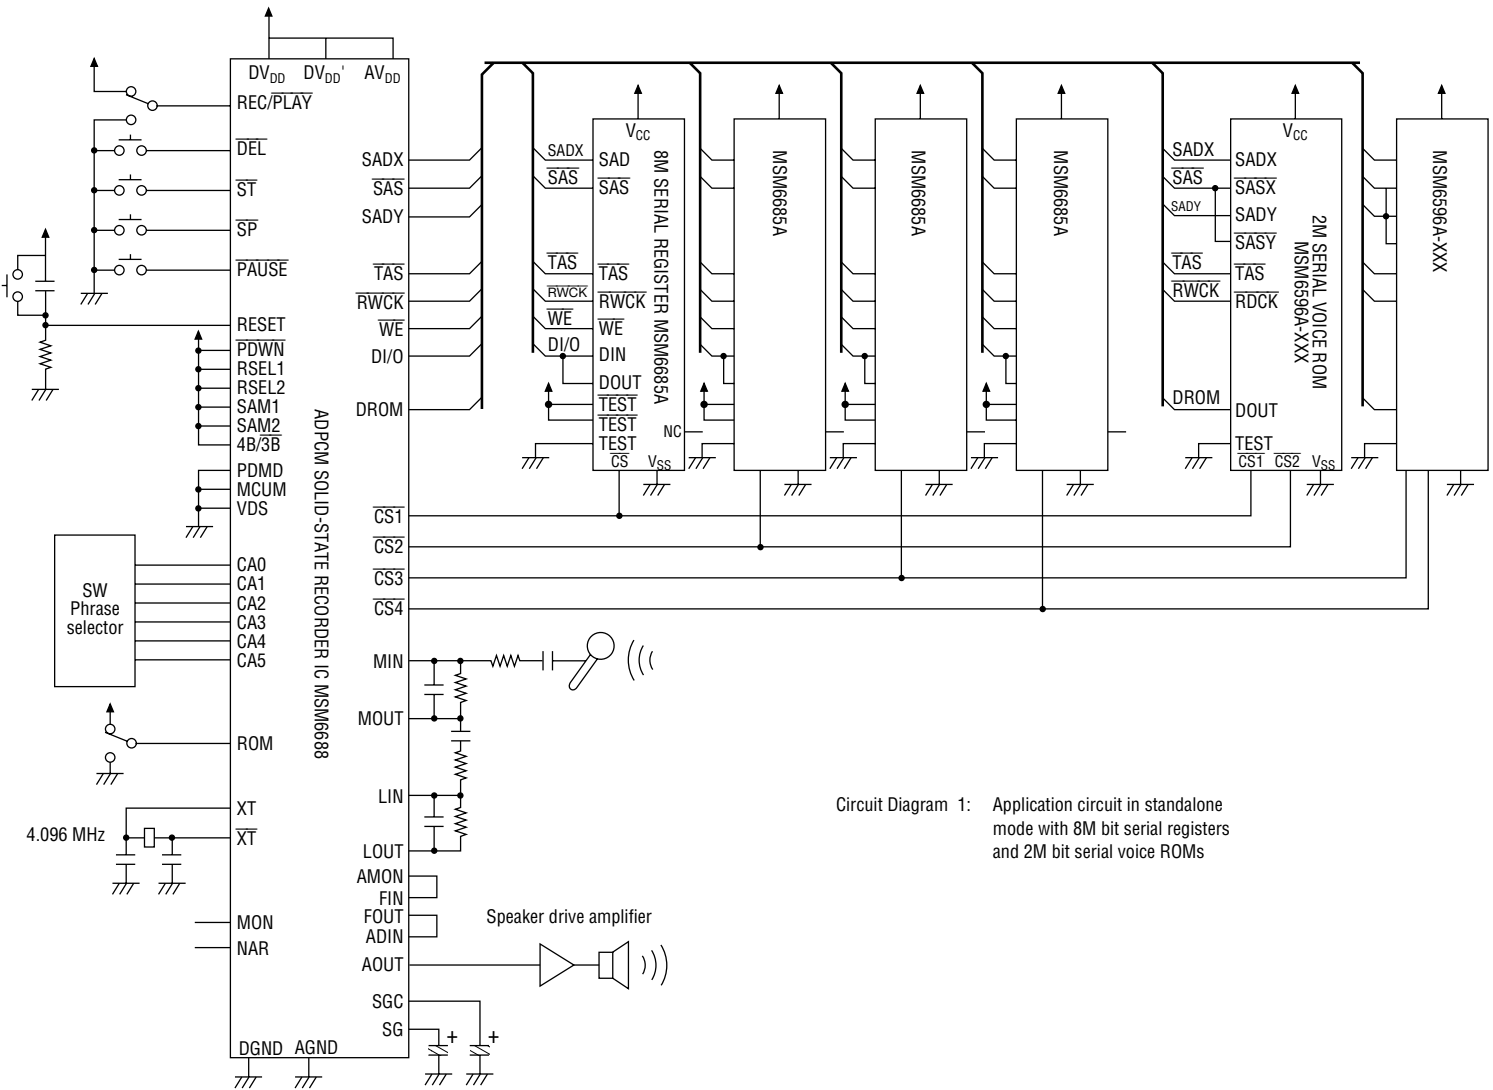 DVDD DVDD' AVDD
REC/PLAY
DEL
ST
SP
PAUSE
RESET
PDWN
RSEL1
RSEL2
SAM1
SAM2
4B/3B
PDMD
MCUM
VDS
CA0
CA1
CA2
CA3
CA4
CA5
SW
Phrase
selector
ROM
XT
4.096 MHz
XT
MON
NAR
DGND AGND
ADPCM SOLID-STATE RECORDER IC MSM6688
SADX
SAS
SADY
TAS
RWCK
WE
DI/O
DROM
CS1
CS2
CS3
CS4
MIN
MOUT
LIN
LOUT
AMON
FIN
FOUT
ADIN
AOUT
SGC
SG
+ +
Speaker drive amplifier
SADX
SAS
TAS
RWCK
WE
DI/O
VCC
SAD
SAS
TAS
RWCK
WE
DIN
DOUT
TEST
TEST
TEST
CS VSS
NC
8M SERIAL REGISTER MSM6685A
MSM6685A
MSM6685A
MSM6685A
SADX
SAS
SADY
TAS
RWCK
DROM
VCC
SADX
SASX
SADY
SASY
TAS
RDCK
DOUT
TEST
CS1 CS2 VSS
2M SERIAL VOICE ROM
MSM6596A-XXX
MSM6596A-XXX
Circuit Diagram 1: Application circuit in standalone
mode with 8M bit serial registers
and 2M bit serial voice ROMs